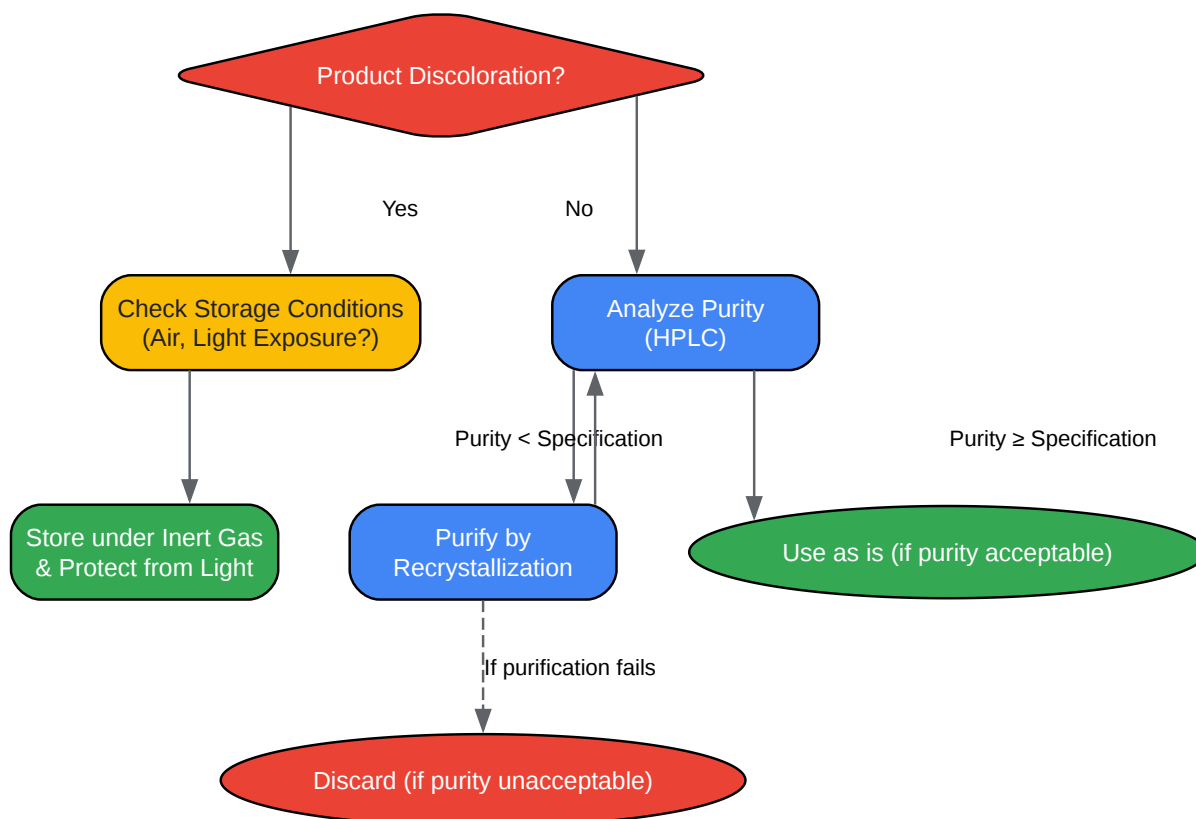 Product Discoloration?
Yes
No
Check Storage Conditions
(Air, Light Exposure?)
Analyze Purity
(HPLC)
Purity < Specification
Purity ≥ Specification
Store under Inert Gas
& Protect from Light
Purify by
Recrystallization
Use as is (if purity acceptable)
If purification fails
Discard (if purity unacceptable)